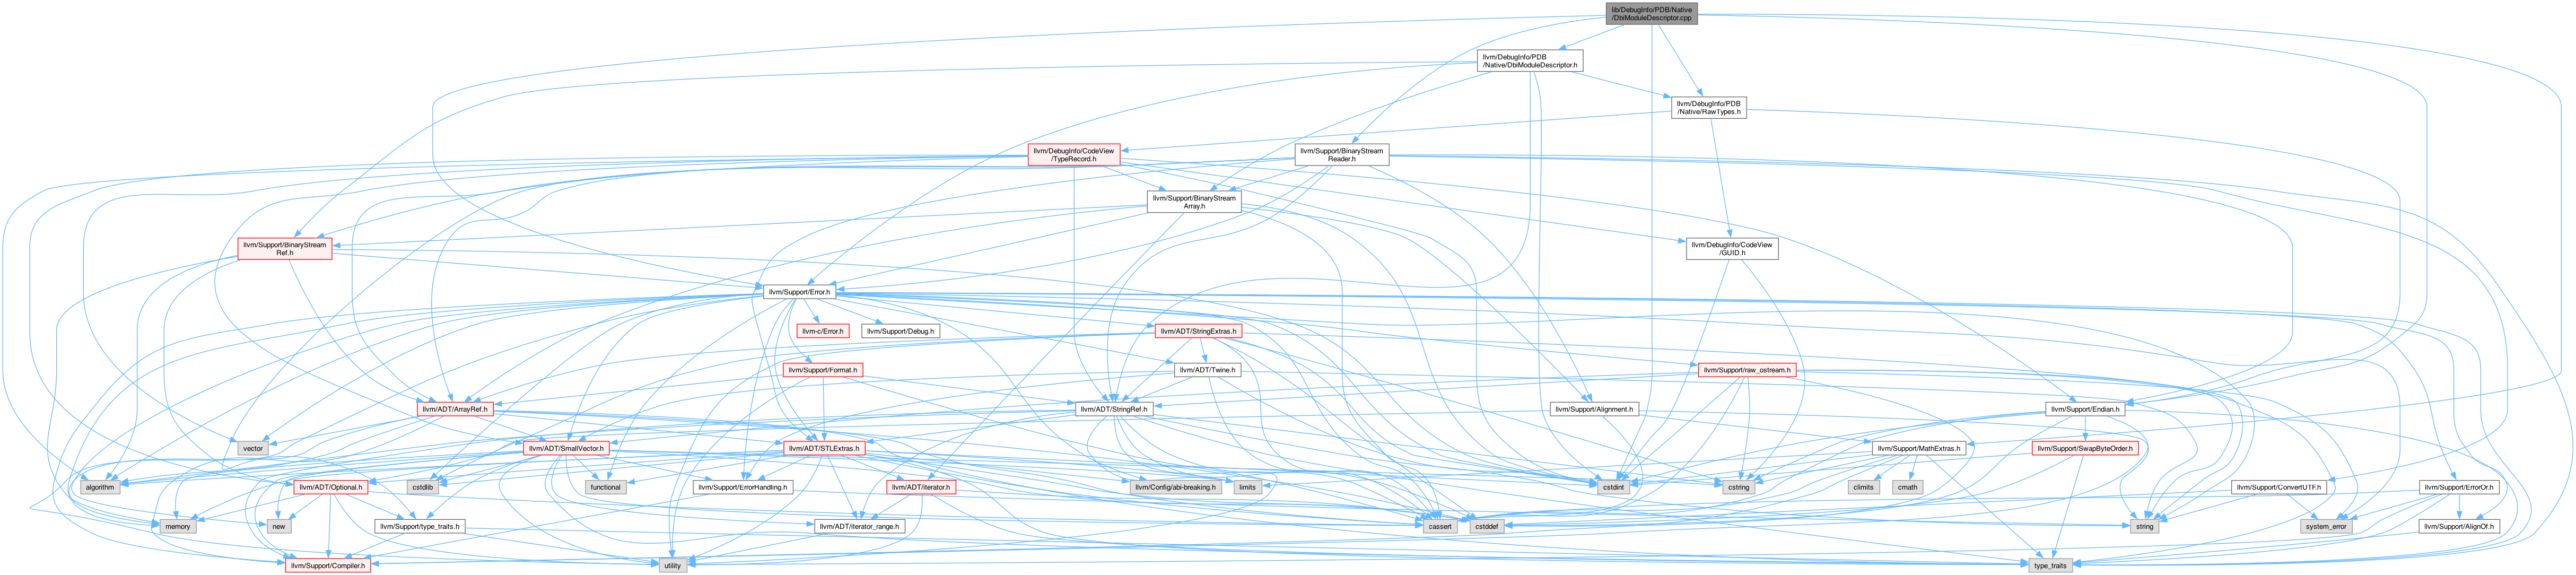 lib/DebugInfo/PDB/Native
/DbiModuleDescriptor.cpp
llvm/DebugInfo/PDB
/Native/DbiModuleDescriptor.h
llvm/DebugInfo/PDB
/Native/RawTypes.h
llvm/DebugInfo/CodeView
/TypeRecord.h
llvm/Support/BinaryStream
Reader.h
llvm/Support/BinaryStream
Array.h
llvm/Support/BinaryStream
Ref.h
llvm/DebugInfo/CodeView
/GUID.h
llvm/Support/Error.h
llvm-c/Error.h
llvm/Support/Debug.h
llvm/ADT/StringExtras.h
llvm/Support/Format.h
llvm/ADT/Twine.h
llvm/Support/raw_ostream.h
llvm/ADT/ArrayRef.h
llvm/ADT/StringRef.h
llvm/Support/Alignment.h
llvm/Support/Endian.h
vector
llvm/ADT/SmallVector.h
llvm/ADT/STLExtras.h
llvm/Support/MathExtras.h
llvm/Support/SwapByteOrder.h
algorithm
llvm/ADT/Optional.h
cstdlib
functional
llvm/Support/ErrorHandling.h
llvm/ADT/iterator.h
llvm/Config/abi-breaking.h
limits
cstdint
cstring
climits
cmath
llvm/Support/ConvertUTF.h
llvm/Support/ErrorOr.h
memory
new
llvm/Support/type_traits.h
llvm/ADT/iterator_range.h
cassert
cstddef
string
system_error
llvm/Support/AlignOf.h
llvm/Support/Compiler.h
utility
type_traits